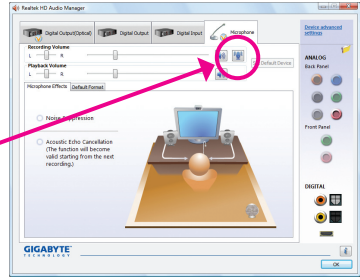 Realtek HD Audio Manager
Digital Output(Optical)
Digital Output
Digital Input
Microphone
Device advanced
settings
Recording Volume
L
R
Playback Volume
L
R
Default Device
ANALOG
Back Panel
Microphone Effects
Default Format
Noise Suppression
Acoustic Echo Cancellation
(The function will become
valid starting from the next
recording.)
Front Panel
DIGITAL
GIGABYTE
TECHNOLOGY
i
OK